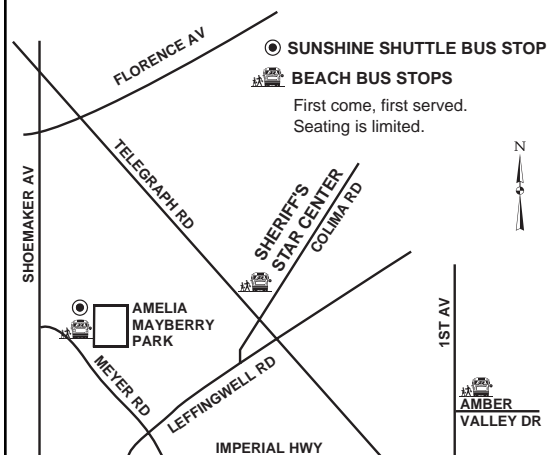 FLORENCE AV
SUNSHINE SHUTTLE BUS STOP
BEACH BUS STOPS
First come, first served.
Seating is limited.
N
SHOEMAKER AV
TELEGRAPH RD
SHERIFF'S
STAR CENTER
COLIMA RD
AMELIA
MAYBERRY
PARK
1ST AV
MEYER RD
LEFFINGWELL RD
AMBER
VALLEY DR
IMPERIAL HWY